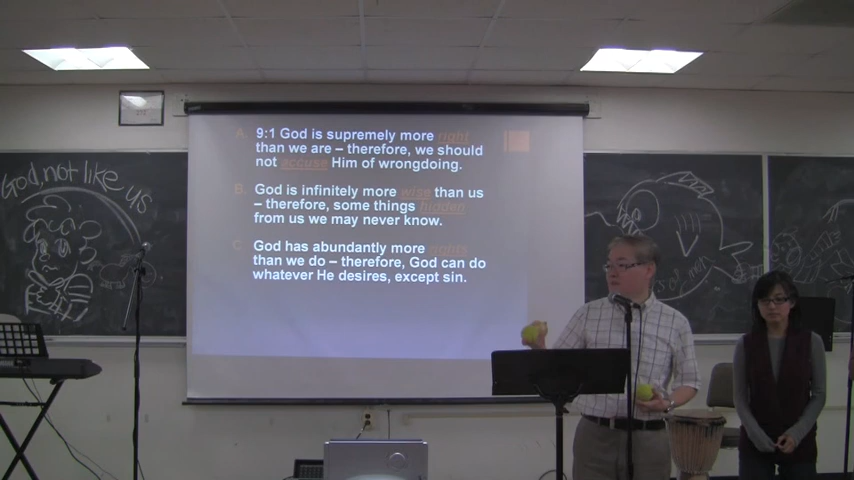 A. 9:1 God is supremely more right
than we are – therefore, we should
not accuse Him of wrongdoing.
B. God is infinitely more wise than us
– therefore, some things hidden
from us we may never know.
C. God has abundantly more rights
than we do – therefore, God can do
whatever He desires, except sin.
God, not like us